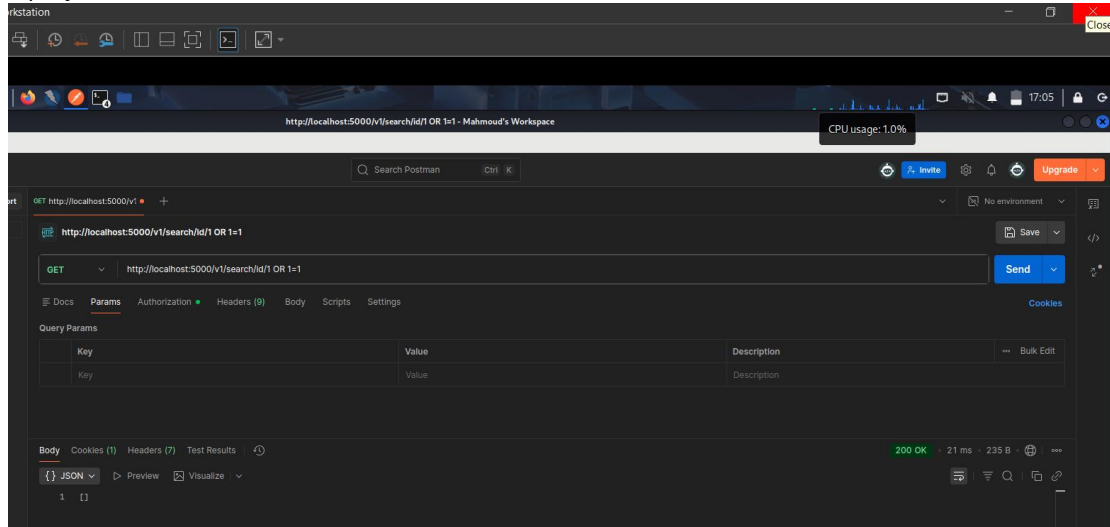 orkstation
Close
17:05
http://localhost:5000/v1/search/id/1 OR 1=1 - Mahmoud's Workspace
CPU usage: 1.0%
Search Postman Ctrl K
Invite
Upgrade
ort
GET http://localhost:5000/v1
No environment
http://localhost:5000/v1/search/id/1 OR 1=1
Save
GET http://localhost:5000/v1/search/id/1 OR 1=1
Send
Docs Params Authorization Headers (9) Body Scripts Settings
Cookies
Query Params
Key Value Description ••• Bulk Edit
Key Value Description
Body Cookies (1) Headers (7) Test Results
200 OK • 21 ms • 235 B
{} JSON Preview Visualize
1 []